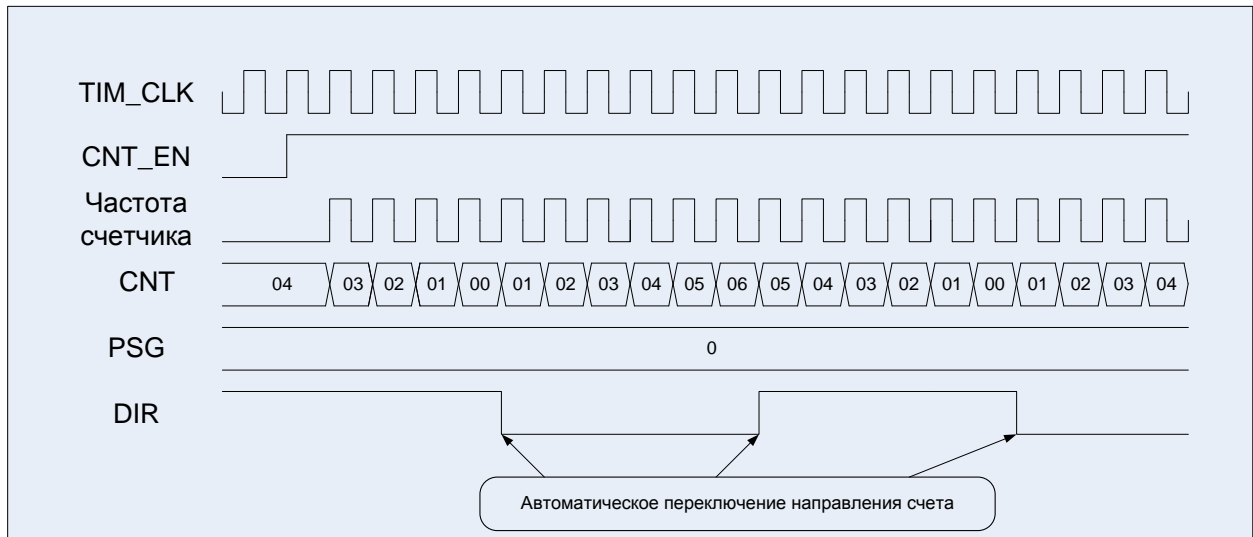 TIM_CLK
CNT_EN
Частота
счетчика
CNT
04 03 02 01 00 01 02 03 04 05 06 05 04 03 02 01 00 01 02 03 04
PSG
0
DIR
Автоматическое переключение направления счета